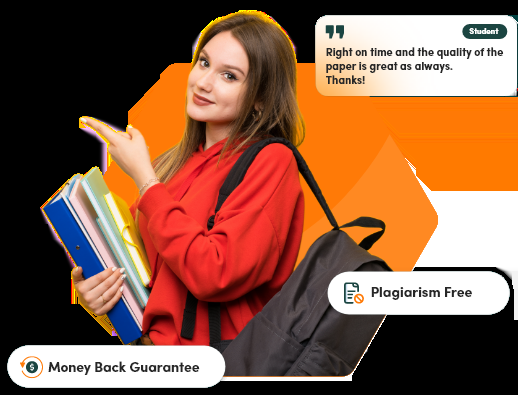 Student
Right on time and the quality of the
paper is great as always.
Thanks!
Plagiarism Free
Money Back Guarantee